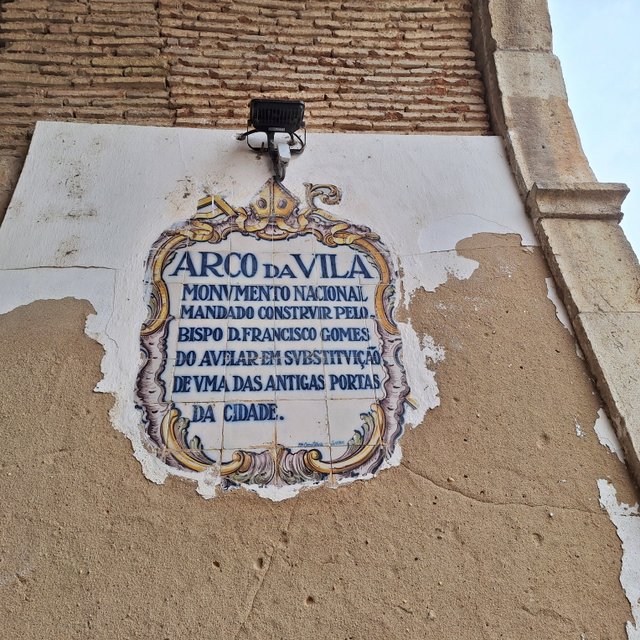 ARCO DA VILA
MONVMENTO NACIONAL
MANDADO CONSTRVIR PELO
BISPO D. FRANCISCO GOMES
DO AVELAR EM SVBSTITVIÇÃO
DE VMA DAS ANTIGAS PORTAS
DA CIDADE.